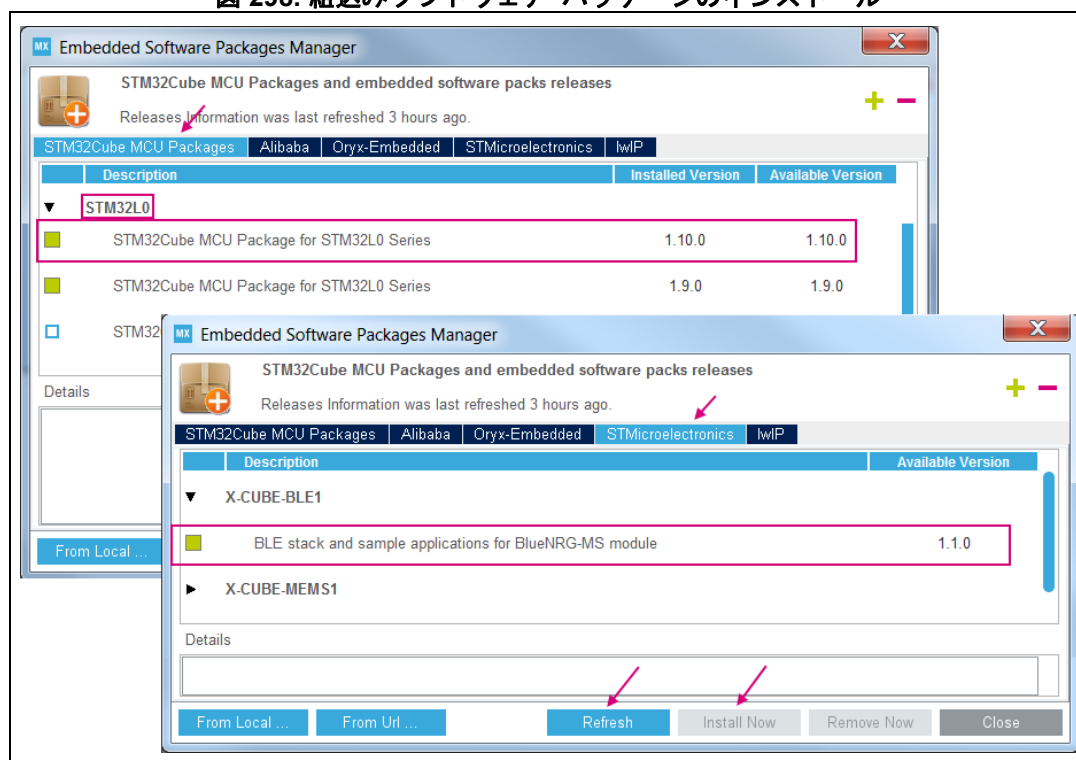 Embedded Software Packages Manager
STM32Cube MCU Packages and embedded software packs releases
Releases Information was last refreshed 3 hours ago.
STM32Cube MCU Packages Alibaba Oryx-Embedded STMicroelectronics lwIP
Description Installed Version Available Version
STM32L0
STM32Cube MCU Package for STM32L0 Series 1.10.0 1.10.0
STM32Cube MCU Package for STM32L0 Series 1.9.0 1.9.0
STM32
Details
From Local ...
MX Embedded Software Packages Manager
STM32Cube MCU Packages and embedded software packs releases
Releases Information was last refreshed 3 hours ago.
STM32Cube MCU Packages Alibaba Oryx-Embedded STMicroelectronics lwIP
Description Available Version
X-CUBE-BLE1
BLE stack and sample applications for BlueNRG-MS module 1.1.0
X-CUBE-MEMS1
Details
From Local ... From Url ... Refresh Install Now Remove Now Close